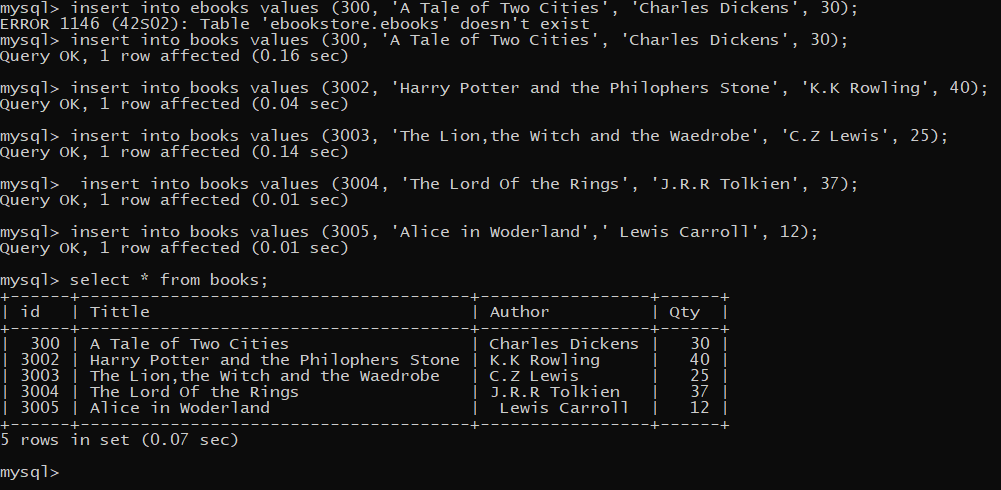 mysql> insert into ebooks values (300, 'A Tale of Two Cities', 'Charles Dickens', 30);
ERROR 1146 (42S02): Table 'ebookstore.ebooks' doesn't exist
mysql> insert into books values (300, 'A Tale of Two Cities', 'Charles Dickens', 30);
Query OK, 1 row affected (0.16 sec)

mysql> insert into books values (3002, 'Harry Potter and the Philophers Stone', 'K.K Rowling', 40);
Query OK, 1 row affected (0.04 sec)

mysql> insert into books values (3003, 'The Lion,the Witch and the Waedrobe', 'C.Z Lewis', 25);
Query OK, 1 row affected (0.14 sec)

mysql>  insert into books values (3004, 'The Lord Of the Rings', 'J.R.R Tolkien', 37);
Query OK, 1 row affected (0.01 sec)

mysql> insert into books values (3005, 'Alice in Woderland',' Lewis Carroll', 12);
Query OK, 1 row affected (0.01 sec)

mysql> select * from books;
+------+---------------------------------------+-----------------+------+
| id   | Tittle                                | Author          | Qty  |
+------+---------------------------------------+-----------------+------+
|  300 | A Tale of Two Cities                  | Charles Dickens |   30 |
| 3002 | Harry Potter and the Philophers Stone | K.K Rowling     |   40 |
| 3003 | The Lion,the Witch and the Waedrobe   | C.Z Lewis       |   25 |
| 3004 | The Lord Of the Rings                 | J.R.R Tolkien   |   37 |
| 3005 | Alice in Woderland                    |  Lewis Carroll  |   12 |
+------+---------------------------------------+-----------------+------+
5 rows in set (0.07 sec)

mysql>